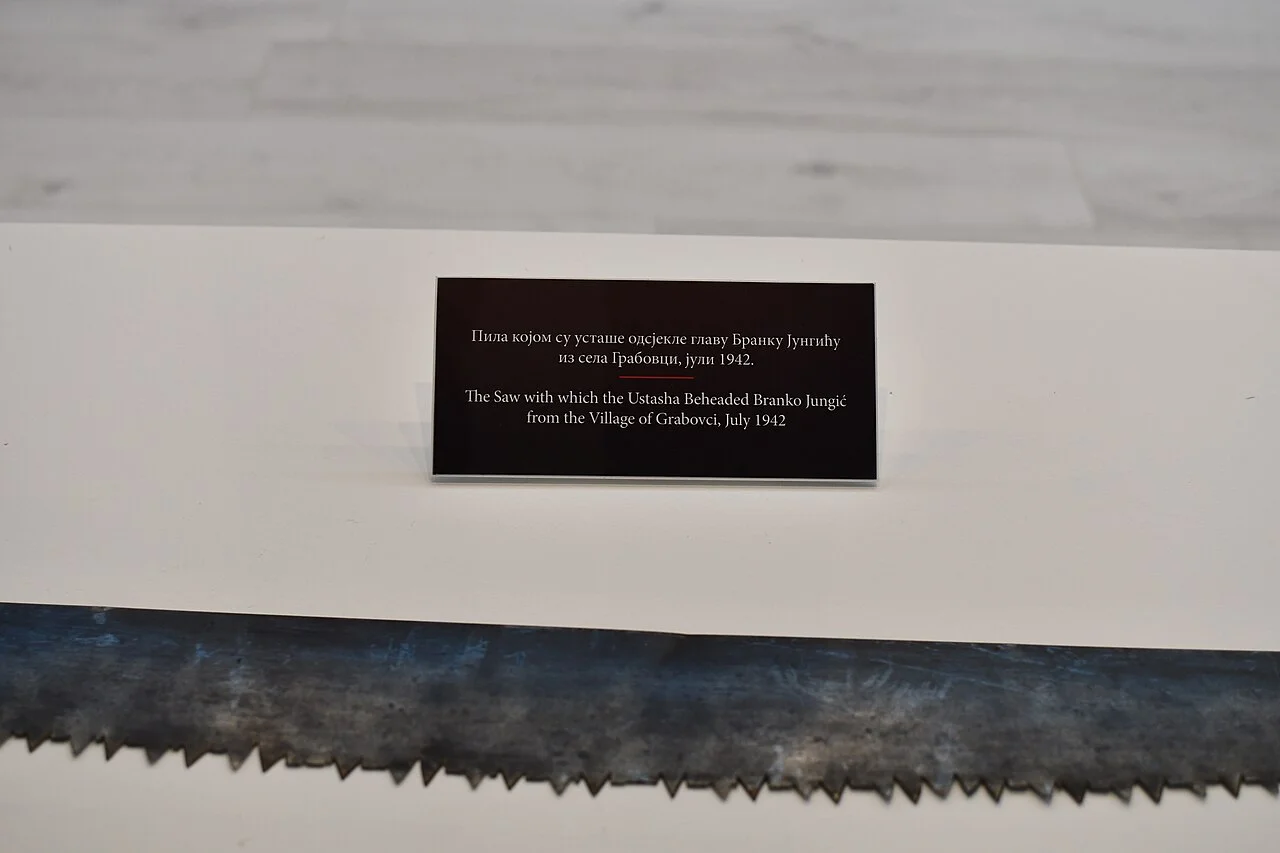 Пила којом су усташе одсјекле главу Бранку Јунгићу
из села Грабовци, јули 1942.
The Saw with which the Ustasha Beheaded Branko Jungić
from the Village of Grabovci, July 1942